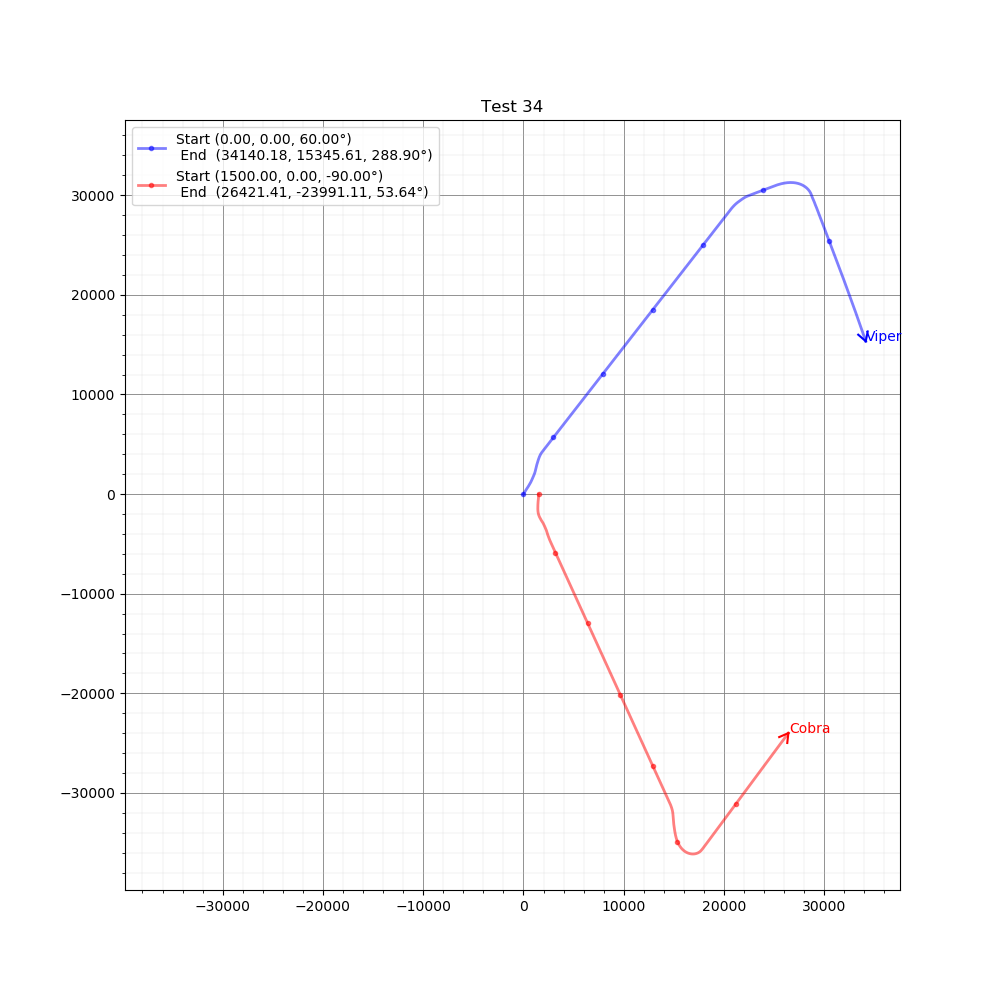 Test 34
Start (0.00, 0.00, 60.00°)
End (34140.18, 15345.61, 288.90°)
Start (1500.00, 0.00, -90.00°)
End (26421.41, -23991.11, 53.64°)
30000
20000
10000
0
−10000
−20000
−30000
Viper
Cobra
−30000 −20000 −10000 0 10000 20000 30000